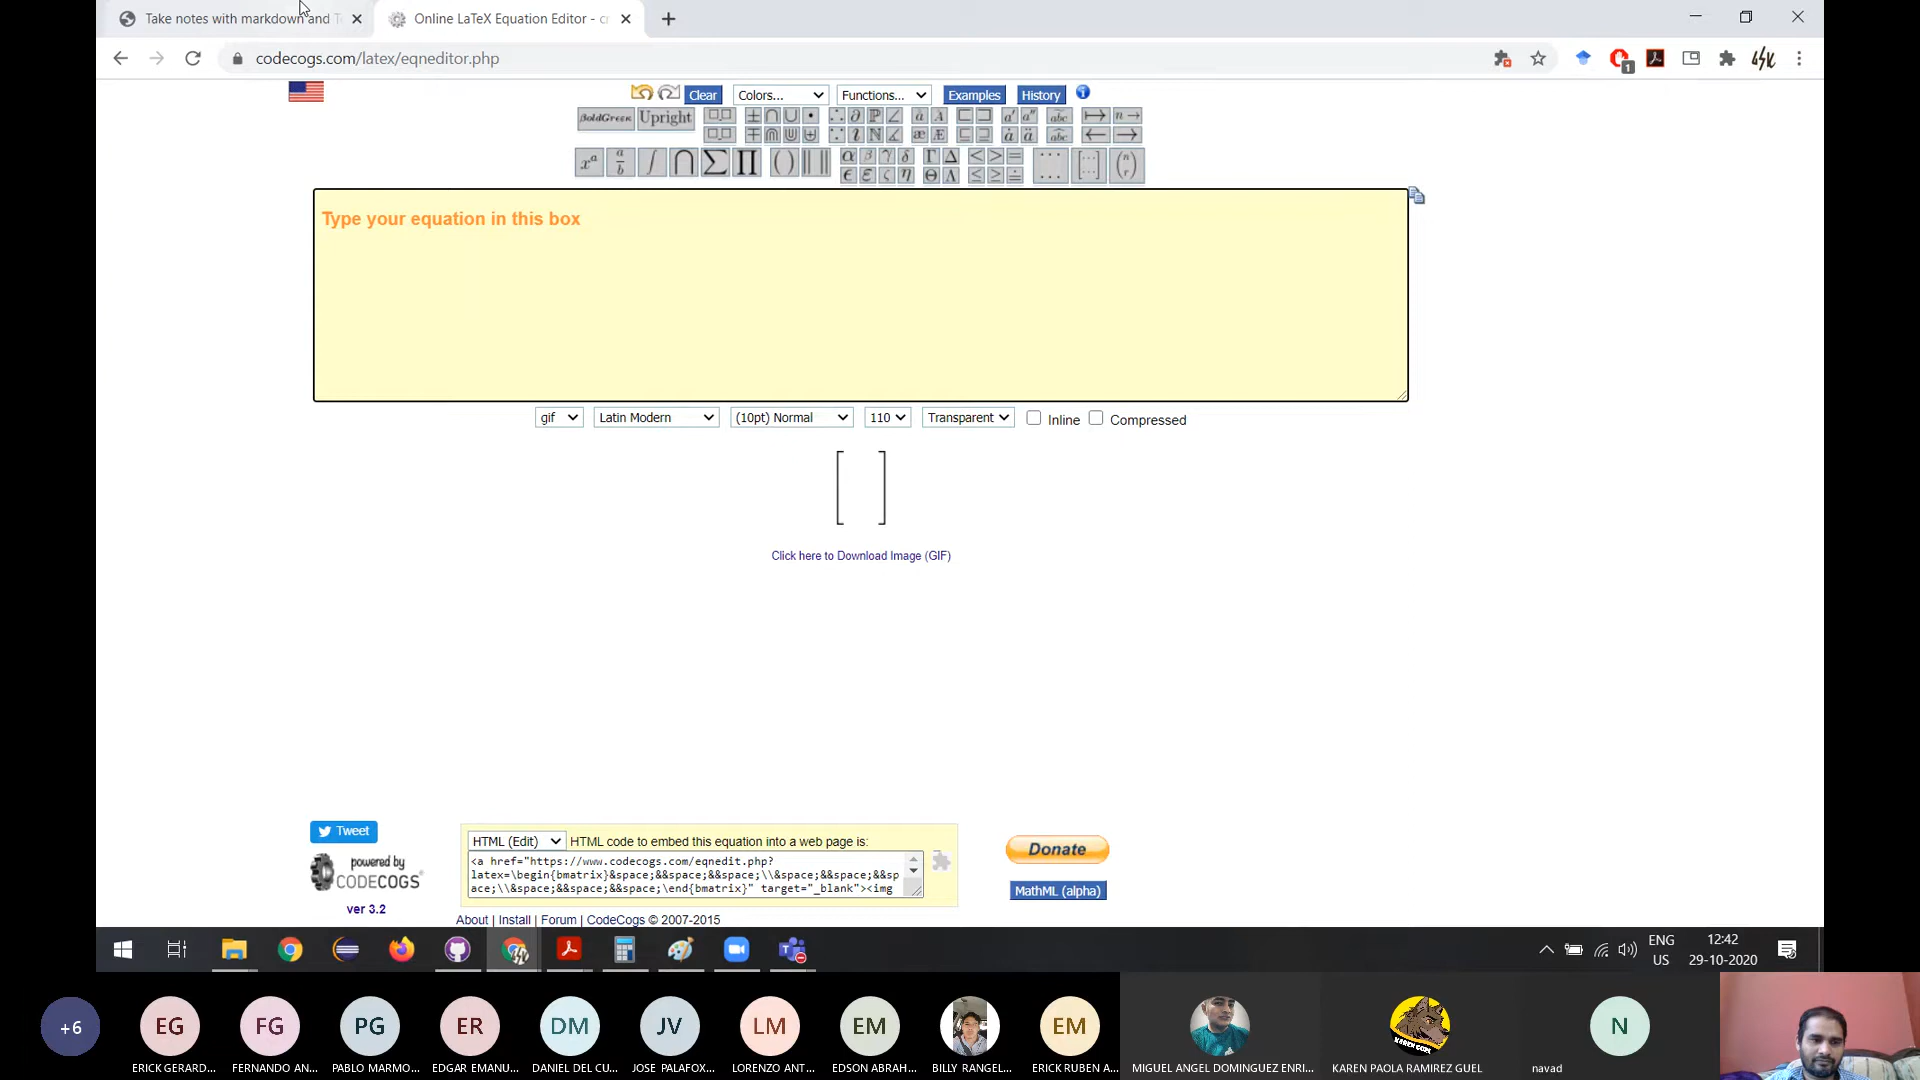 Take notes with markdown and T
Online LaTeX Equation Editor - cr
codecogs.com/latex/eqneditor.php
1
Clear
Colors...
Functions...
Examples
History
BoldGreek
Upright
Type your equation in this box
gif
Latin Modern
(10pt) Normal
110
Transparent
Inline
Compressed
[ ]
Click here to Download Image (GIF)
Tweet
powered by
CODECOGS
ver 3.2
HTML (Edit)
HTML code to embed this equation into a web page is:
<a href="https://www.codecogs.com/eqnedit.php?
latex=\begin{bmatrix}&space;&&space;&&space;\\&space;&&space;&&sp
ace;\\&space;&&space;&&space;\end{bmatrix}" target="_blank"><img
Donate
MathML (alpha)
About | Install | Forum | CodeCogs © 2007-2015
ENG
US
12:42
29-10-2020
+6
EG
FG
PG
ER
DM
JV
LM
EM
EM
N
ERICK GERARD...
FERNANDO AN...
PABLO MARMO...
EDGAR EMANU...
DANIEL DEL CU...
JOSE PALAFOX...
LORENZO ANT...
EDSON ABRAH...
BILLY RANGEL...
ERICK RUBEN A...
MIGUEL ANGEL DOMINGUEZ ENRI...
KAREN PAOLA RAMIREZ GUEL
navad